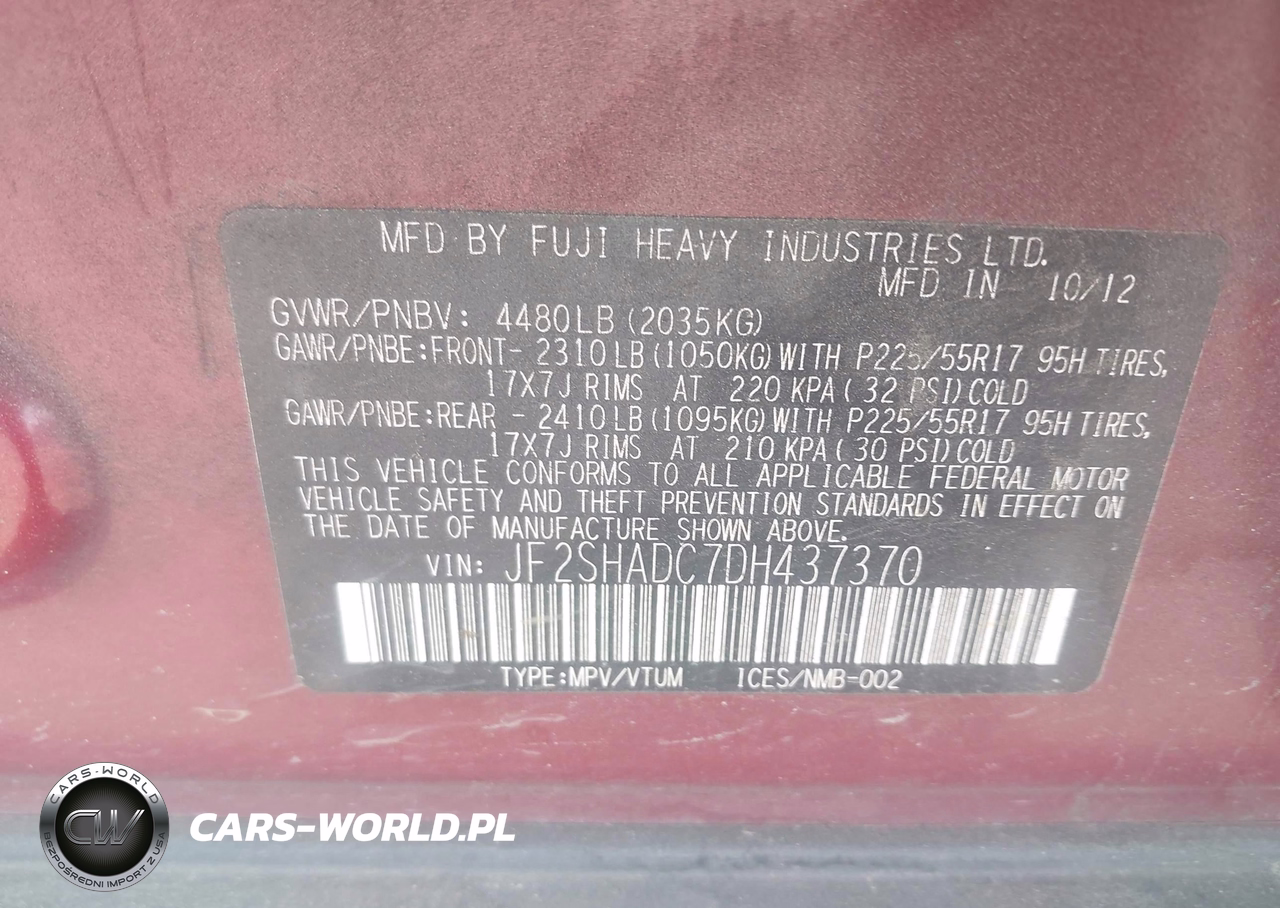 MFD BY FUJI HEAVY INDUSTRIES LTD.
MFD IN 10/12
GVWR/PNBV: 4480LB (2035KG)
GAWR/PNBE:FRONT- 2310LB(1050KG)WITH P225/55R17 95H TIRES,
17X7J RIMS AT 220 KPA( 32 PSI)COLD
GAWR/PNBE:REAR - 2410LB(1095KG)WITH P225/55R17 95H TIRES,
17X7J RIMS AT 210 KPA( 30 PSI)COLD
THIS VEHICLE CONFORMS TO ALL APPLICABLE FEDERAL MOTOR
VEHICLE SAFETY AND THEFT PREVENTION STANDARDS IN EFFECT ON
THE DATE OF MANUFACTURE SHOWN ABOVE.
VIN: JF2SHADC7DH437370
TYPE:MPV/VTUM ICES/NMB-002
CARS-WORLD
CW
BEZPOŚREDNI IMPORT Z USA
CARS-WORLD.PL